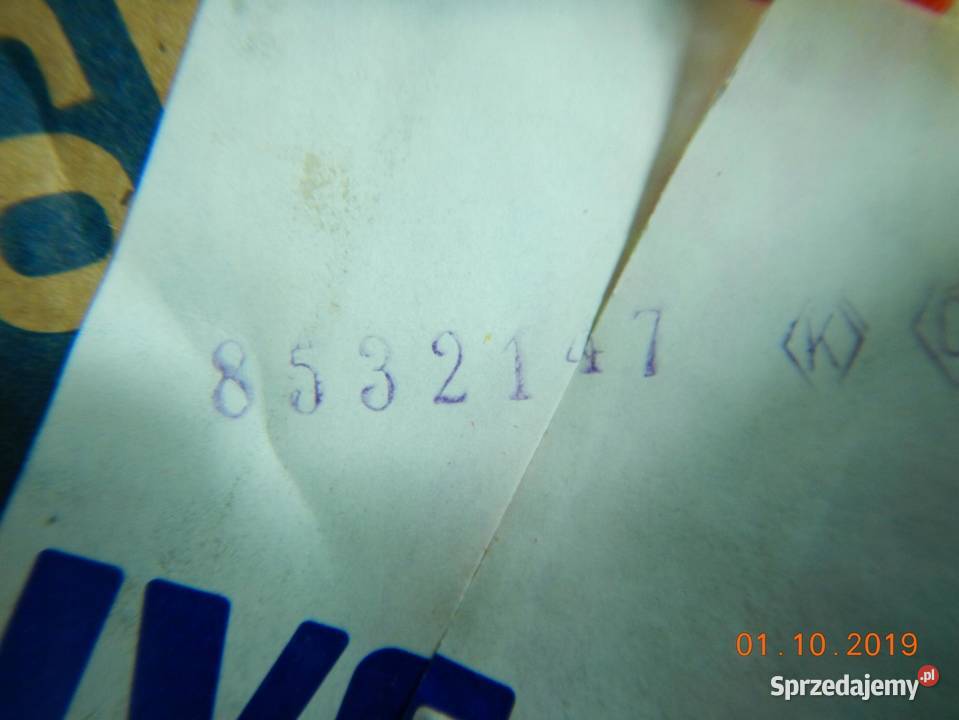 8532147 <K>
01.10.2019
Sprzedajemy.pl